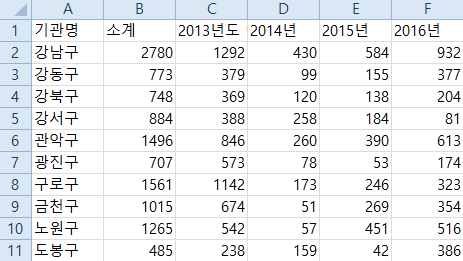 A B C D E F
1 기관명 소계 2013년도 2014년 2015년 2016년
2 강남구 2780 1292 430 584 932
3 강동구 773 379 99 155 377
4 강북구 748 369 120 138 204
5 강서구 884 388 258 184 81
6 관악구 1496 846 260 390 613
7 광진구 707 573 78 53 174
8 구로구 1561 1142 173 246 323
9 금천구 1015 674 51 269 354
10 노원구 1265 542 57 451 516
11 도봉구 485 238 159 42 386